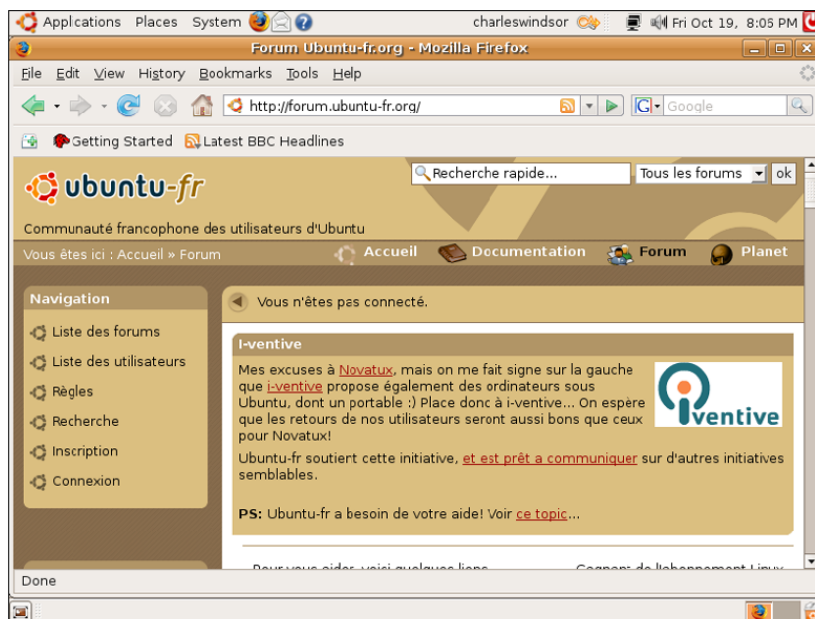 Applications Places System charleswindsor Fri Oct 19, 8:05 PM
Forum Ubuntu-fr.org - Mozilla Firefox
File Edit View History Bookmarks Tools Help
http://forum.ubuntu-fr.org/ G Google
Getting Started Latest BBC Headlines
ubuntu-fr
Recherche rapide... Tous les forums ok
Communauté francophone des utilisateurs d'Ubuntu
Vous êtes ici : Accueil » Forum Accueil Documentation Forum Planet
Navigation
Liste des forums
Liste des utilisateurs
Règles
Recherche
Inscription
Connexion
Vous n'êtes pas connecté.
I-ventive
Mes excuses à Novatux, mais on me fait signe sur la gauche
que i-ventive propose également des ordinateurs sous
Ubuntu, dont un portable :) Place donc à i-ventive... On espère
que les retours de nos utilisateurs seront aussi bons que ceux
pour Novatux!
iventive
Ubuntu-fr soutient cette initiative, et est prêt a communiquer sur d'autres initiatives
semblables.
PS: Ubuntu-fr a besoin de votre aide! Voir ce topic...
Pour vous aider, voici quelques liens
Done